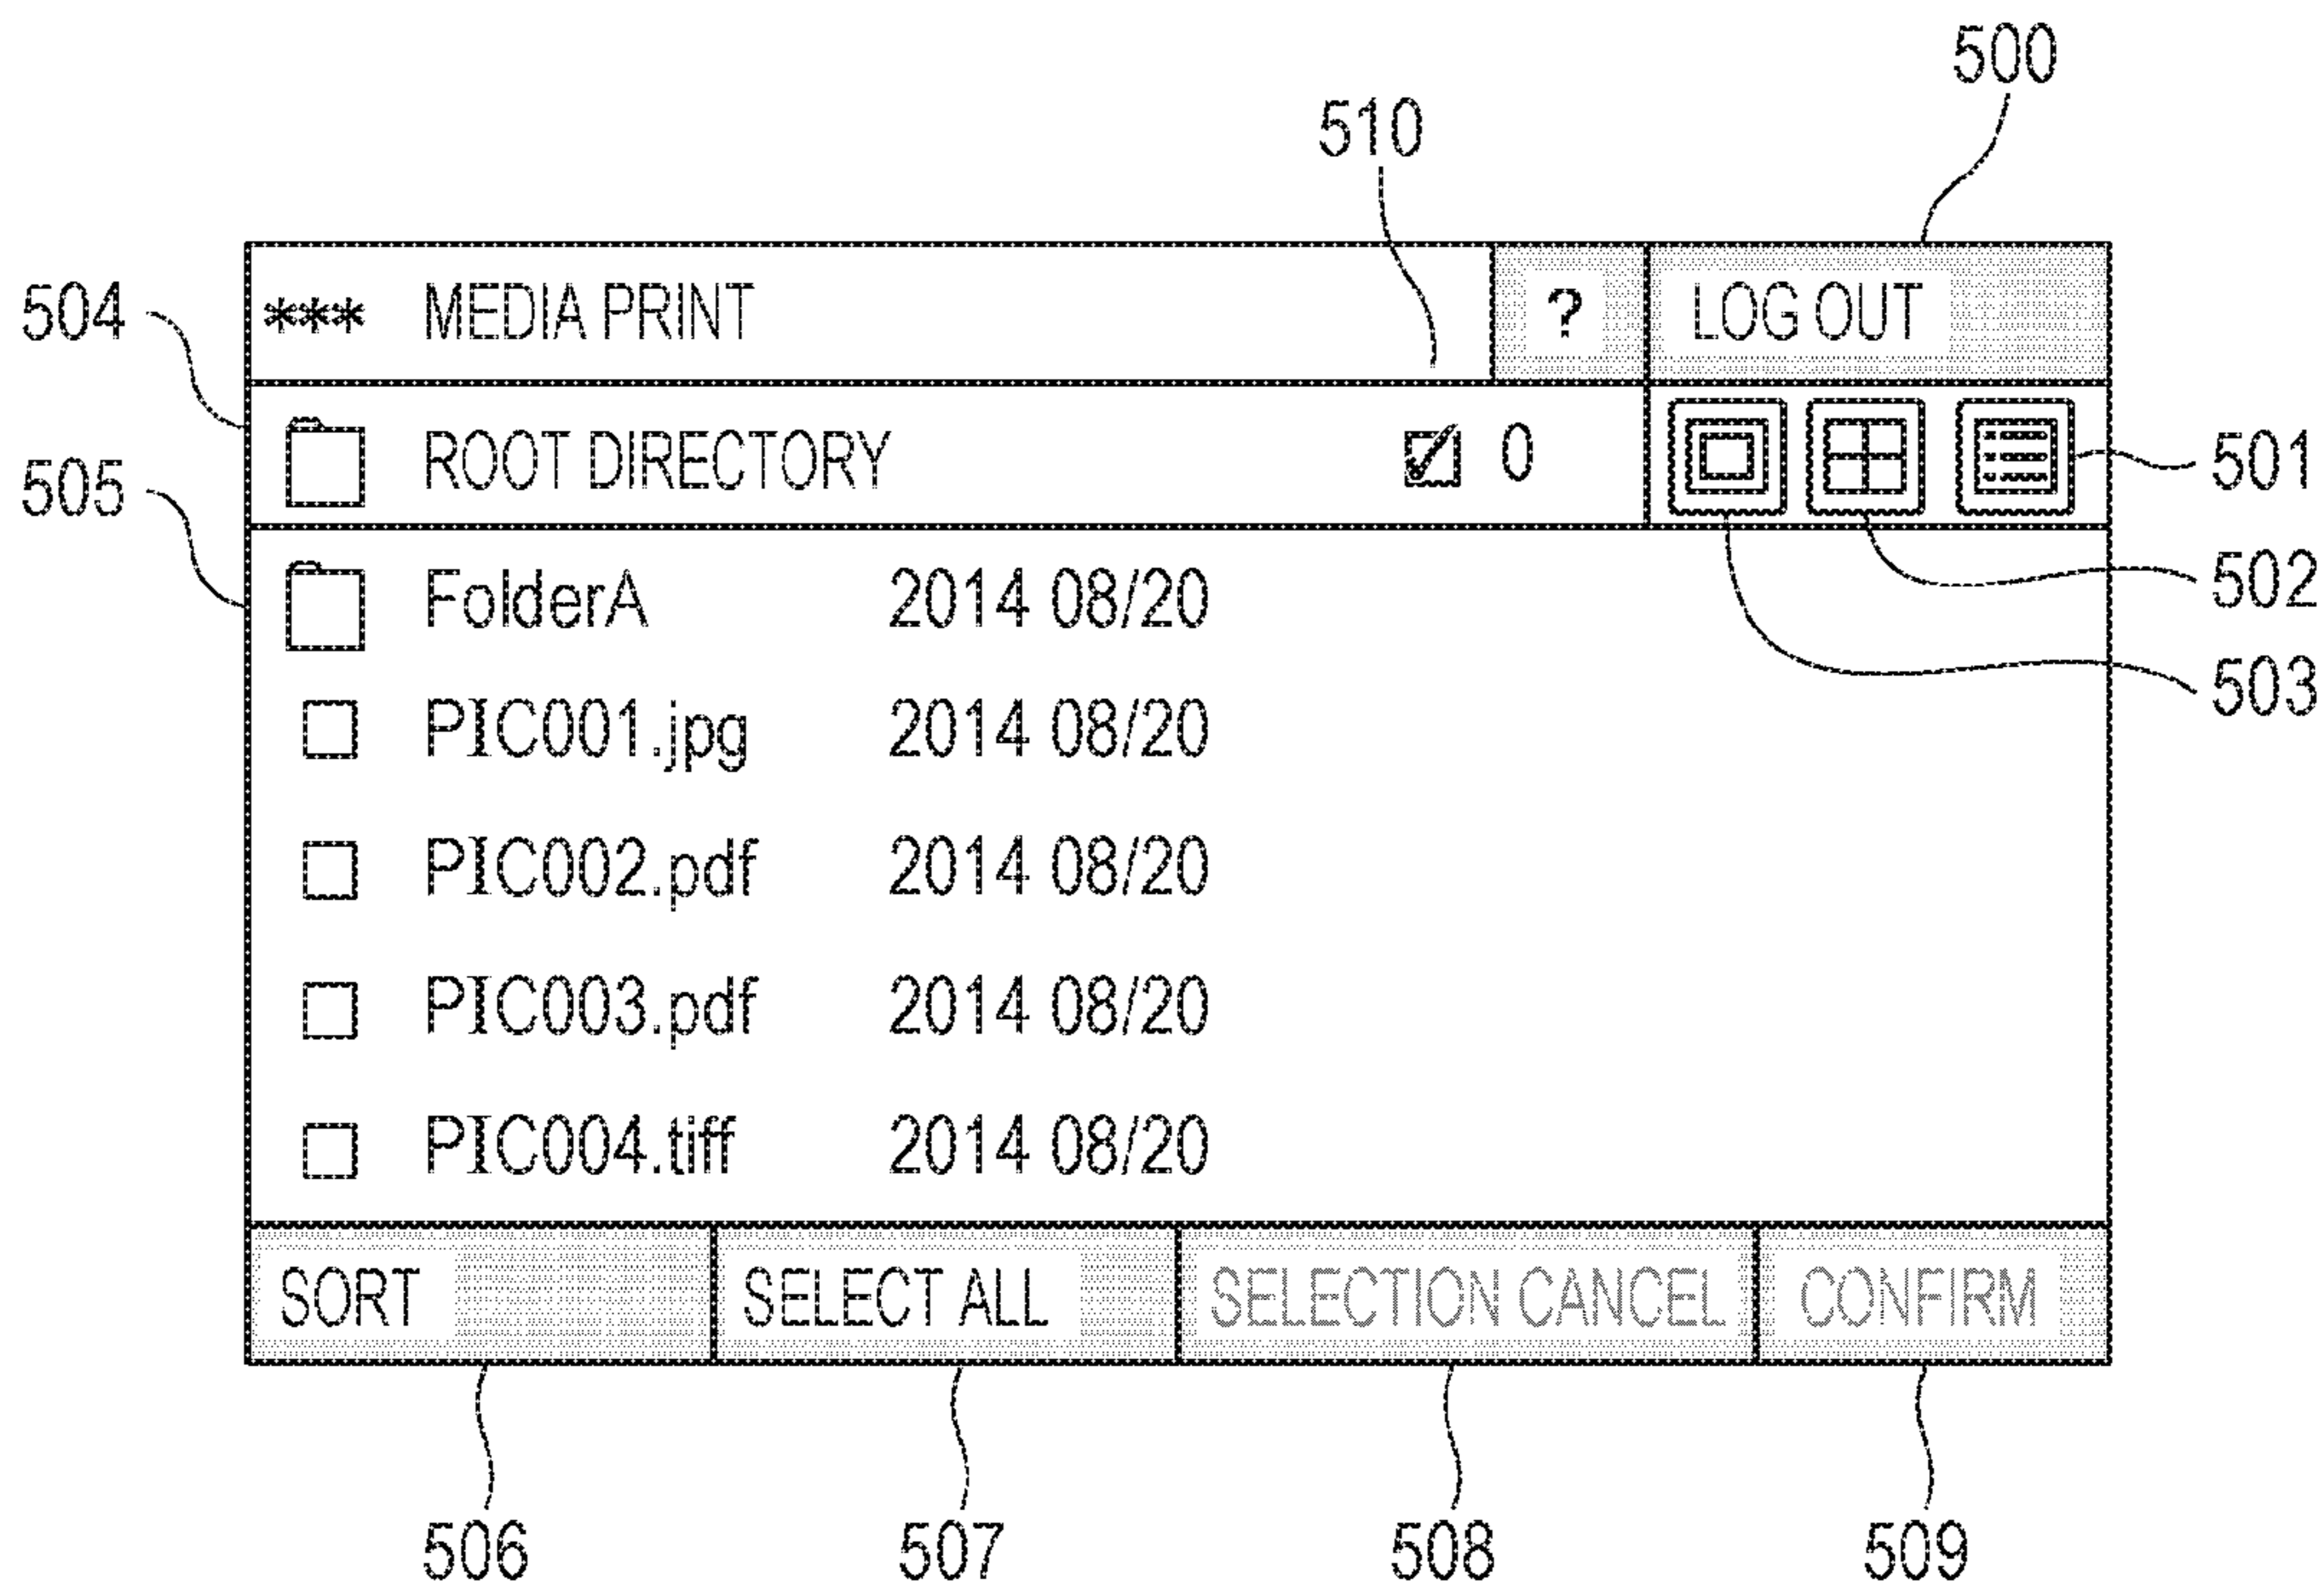 500
510
504 *** MEDIA PRINT ? LOG OUT
505 ROOT DIRECTORY 0 501
FolderA 2014 08/20 502
503
PIC001.jpg 2014 08/20
PIC002.pdf 2014 08/20
PIC003.pdf 2014 08/20
PIC004.tiff 2014 08/20
SORT SELECT ALL SELECTION CANCEL CONFIRM
506 507 508 509